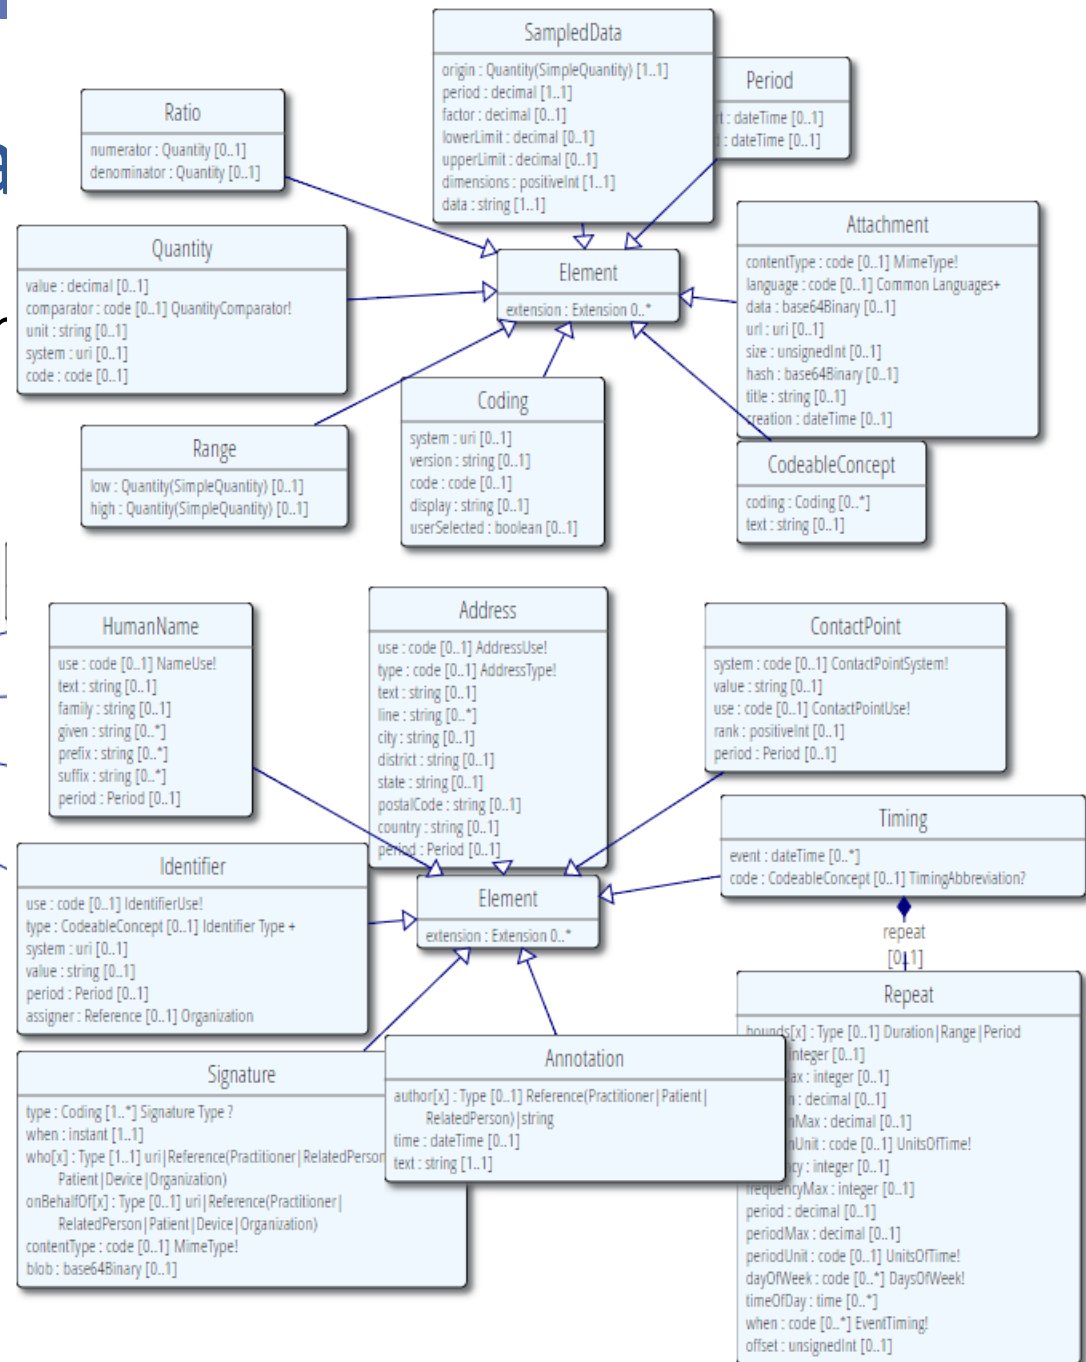 SampledData
origin : Quantity(SimpleQuantity) [1..1]
period : decimal [1..1]
factor : decimal [0..1]
lowerLimit : decimal [0..1]
upperLimit : decimal [0..1]
dimensions : positiveInt [1..1]
data : string [1..1]
Period
: dateTime [0..1]
: dateTime [0..1]
Ratio
numerator : Quantity [0..1]
denominator : Quantity [0..1]
Quantity
value : decimal [0..1]
comparator : code [0..1] QuantityComparator!
unit : string [0..1]
system : uri [0..1]
code : code [0..1]
Element
extension : Extension 0..*
Attachment
contentType : code [0..1] MimeType!
language : code [0..1] Common Languages+
data : base64Binary [0..1]
url : uri [0..1]
size : unsignedInt [0..1]
hash : base64Binary [0..1]
title : string [0..1]
creation : dateTime [0..1]
Range
low : Quantity(SimpleQuantity) [0..1]
high : Quantity(SimpleQuantity) [0..1]
Coding
system : uri [0..1]
version : string [0..1]
code : code [0..1]
display : string [0..1]
userSelected : boolean [0..1]
CodeableConcept
coding : Coding [0..*]
text : string [0..1]
HumanName
use : code [0..1] NameUse!
text : string [0..1]
family : string [0..1]
given : string [0..*]
prefix : string [0..*]
suffix : string [0..*]
period : Period [0..1]
Address
use : code [0..1] AddressUse!
type : code [0..1] AddressType!
text : string [0..1]
line : string [0..*]
city : string [0..1]
district : string [0..1]
state : string [0..1]
postalCode : string [0..1]
country : string [0..1]
period : Period [0..1]
ContactPoint
system : code [0..1] ContactPointSystem!
value : string [0..1]
use : code [0..1] ContactPointUse!
rank : positiveInt [0..1]
period : Period [0..1]
Timing
event : dateTime [0..*]
code : CodeableConcept [0..1] TimingAbbreviation?
repeat
[0..1]
Identifier
use : code [0..1] IdentifierUse!
type : CodeableConcept [0..1] Identifier Type +
system : uri [0..1]
value : string [0..1]
period : Period [0..1]
assigner : Reference [0..1] Organization
Element
extension : Extension 0..*
Signature
type : Coding [1..*] Signature Type ?
when : instant [1..1]
who[x] : Type [1..1] uri|Reference(Practitioner|RelatedPerson
Patient|Device|Organization)
onBehalfOf[x] : Type [0..1] uri|Reference(Practitioner|
RelatedPerson|Patient|Device|Organization)
contentType : code [0..1] MimeType!
blob : base64Binary [0..1]
Annotation
author[x] : Type [0..1] Reference(Practitioner|Patient|
RelatedPerson)|string
time : dateTime [0..1]
text : string [1..1]
Repeat
bounds[x] : Type [0..1] Duration|Range|Period
integer [0..1]
: integer [0..1]
: decimal [0..1]
: decimal [0..1]
: code [0..1] UnitsOfTime!
: integer [0..1]
frequencyMax : integer [0..1]
period : decimal [0..1]
periodMax : decimal [0..1]
periodUnit : code [0..1] UnitsOfTime!
dayOfWeek : code [0..*] DaysOfWeek!
timeOfDay : time [0..*]
when : code [0..*] EventTiming!
offset : unsignedInt [0..1]